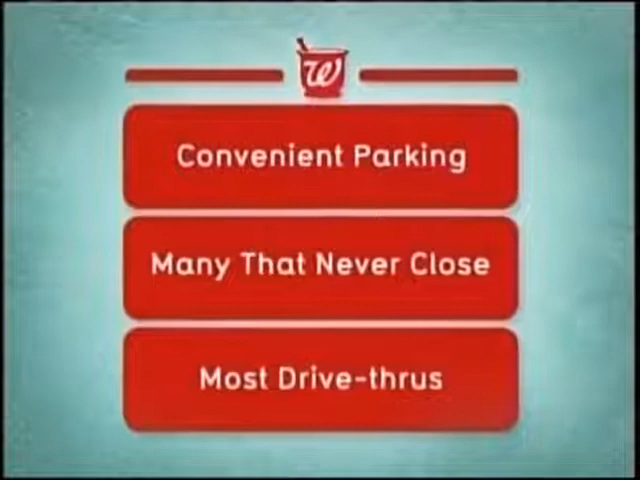 W
Convenient Parking
Many That Never Close
Most Drive-thrus